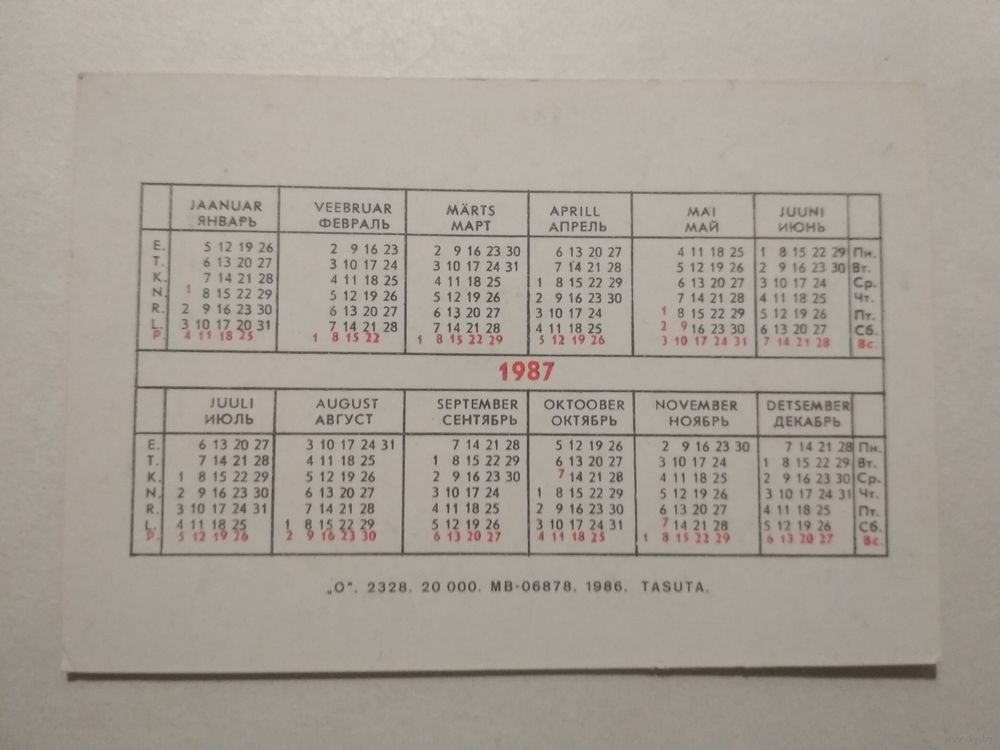 JAANUAR VEEBRUAR MÄRTS APRILL MAI JUUNI
ЯНВАРЬ ФЕВРАЛЬ МАРТ АПРЕЛЬ МАЙ ИЮНЬ
E. 5 12 19 26 2 9 16 23 2 9 16 23 30 6 13 20 27 4 11 18 25 1 8 15 22 29 Пн.
T. 6 13 20 27 3 10 17 24 3 10 17 24 31 7 14 21 28 5 12 19 26 2 9 16 23 30 Вт.
K. 7 14 21 28 4 11 18 25 4 11 18 25 1 8 15 22 29 6 13 20 27 3 10 17 24 Ср.
N. 1 8 15 22 29 5 12 19 26 5 12 19 26 2 9 16 23 30 7 14 21 28 4 11 18 25 Чт.
R. 2 9 16 23 30 6 13 20 27 6 13 20 27 3 10 17 24 1 8 15 22 29 5 12 19 26 Пт.
L. 3 10 17 20 31 7 14 21 28 7 14 21 28 4 11 18 25 2 9 16 23 30 6 13 20 27 Сб.
P. 4 11 18 25 1 8 15 22 1 8 15 22 29 5 12 19 26 3 10 17 24 31 7 14 21 28 Вс.
1987
JUULI AUGUST SEPTEMBER OKTOOBER NOVEMBER DETSEMBER
ИЮЛЬ АВГУСТ СЕНТЯБРЬ ОКТЯБРЬ НОЯБРЬ ДЕКАБРЬ
E. 6 13 20 27 3 10 17 24 31 7 14 21 28 5 12 19 26 2 9 16 23 30 7 14 21 28 Пн.
T. 7 14 21 28 4 11 18 25 1 8 15 22 29 6 13 20 27 3 10 17 24 1 8 15 22 29 Вт.
K. 1 8 15 22 29 5 12 19 26 2 9 16 23 30 7 14 21 28 4 11 18 25 2 9 16 23 30 Ср.
N. 2 9 16 23 30 6 13 20 27 3 10 17 24 1 8 15 22 29 5 12 19 26 3 10 17 24 31 Чт.
R. 3 10 17 24 31 7 14 21 28 4 11 18 25 2 9 16 23 30 6 13 20 27 4 11 18 25 Пт.
L. 4 11 18 25 1 8 15 22 29 5 12 19 26 3 10 17 24 31 7 14 21 28 5 12 19 26 Сб.
P. 5 12 19 26 2 9 16 23 30 6 13 20 27 4 11 18 25 1 8 15 22 29 6 13 20 27 Вс.
„O". 2328. 20 000. MB-06878. 1986. TASUTA.